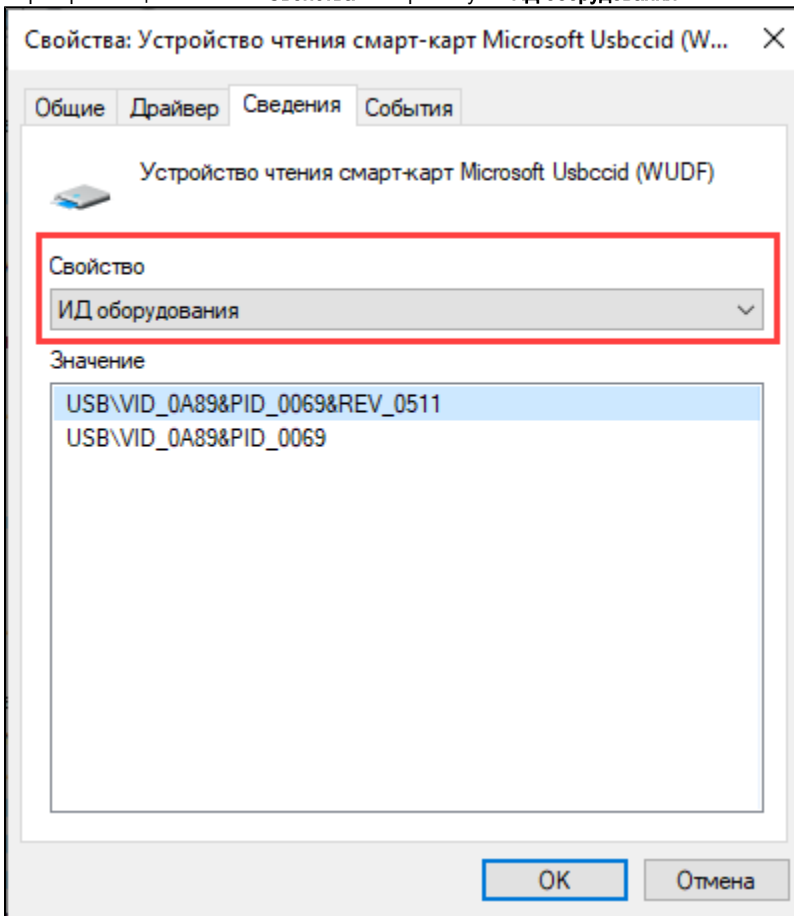 Свойства: Устройство чтения смарт-карт Microsoft Usbccid (W...
Общие Драйвер Сведения События
Устройство чтения смарт-карт Microsoft Usbccid (WUDF)
Свойство
ИД оборудования
Значение
USB\VID_0A89&PID_0069&REV_0511
USB\VID_0A89&PID_0069
OK Отмена